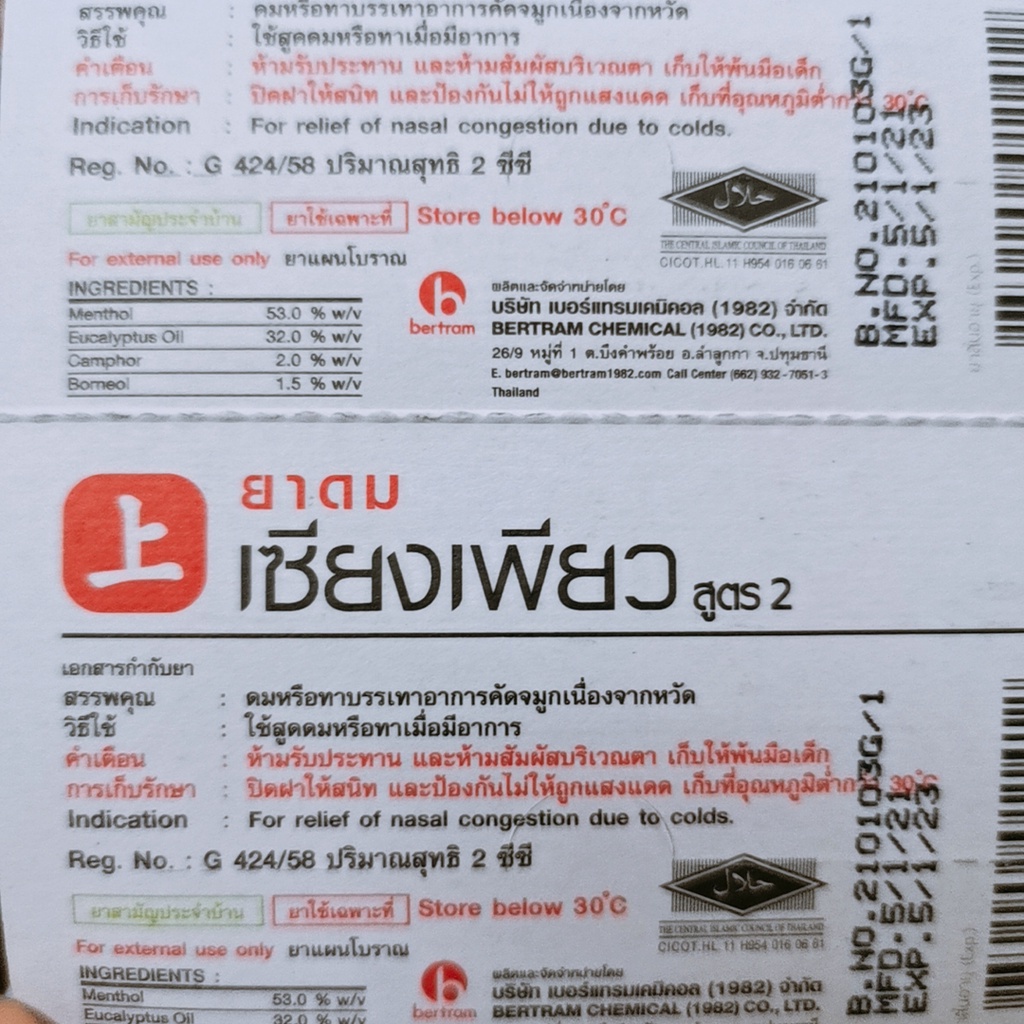 สรรพคุณ : ดมหรือทาบรรเทาอาการคัดจมูกเนื่องจากหวัด
วิธีใช้ : ใช้สูดดมหรือทาเมื่อมีอาการ
คำเตือน : ห้ามรับประทาน และห้ามสัมผัสบริเวณตา เก็บให้พ้นมือเด็ก
การเก็บรักษา : ปิดฝาให้สนิท และป้องกันไม่ให้ถูกแสงแดด เก็บที่อุณหภูมิต่ำกว่า 30°C
Indication : For relief of nasal congestion due to colds.
Reg. No. : G 424/58 ปริมาณสุทธิ 2 ซีซี
ยาสามัญประจำบ้าน ยาใช้เฉพาะที่ Store below 30°C
For external use only ยาแผนโบราณ
INGREDIENTS :
Menthol 53.0 % w/v
Eucalyptus Oil 32.0 % w/v
Camphor 2.0 % w/v
Borneol 1.5 % w/v
bertram
حلال
THE CENTRAL ISLAMIC COUNCIL OF THAILAND
CICOT.HL. 11 H954 016 06 61
ผลิตและจัดจำหน่ายโดย
บริษัท เบอร์แทรมเคมิคอล (1982) จำกัด
BERTRAM CHEMICAL (1982) CO., LTD.
26/9 หมู่ที่ 1 ต.บึงคำพร้อย อ.ลำลูกกา จ.ปทุมธานี
E. bertram@bertram1982.com Call Center (662) 932-7051-3
Thailand
B.NO.210103G/1
MFD.5/1/21
EXP.5/1/23
上
ยาดม
เซียงเพียว สูตร 2
เอกสารกำกับยา
สรรพคุณ : ดมหรือทาบรรเทาอาการคัดจมูกเนื่องจากหวัด
วิธีใช้ : ใช้สูดดมหรือทาเมื่อมีอาการ
คำเตือน : ห้ามรับประทาน และห้ามสัมผัสบริเวณตา เก็บให้พ้นมือเด็ก
การเก็บรักษา : ปิดฝาให้สนิท และป้องกันไม่ให้ถูกแสงแดด เก็บที่อุณหภูมิต่ำกว่า 30°C
Indication : For relief of nasal congestion due to colds.
Reg. No. : G 424/58 ปริมาณสุทธิ 2 ซีซี
ยาสามัญประจำบ้าน ยาใช้เฉพาะที่ Store below 30°C
For external use only ยาแผนโบราณ
INGREDIENTS :
Menthol 53.0 % w/v
Eucalyptus Oil 32.0 % w/v
bertram
حلال
THE CENTRAL ISLAMIC COUNCIL OF THAILAND
CICOT.HL. 11 H954 016 06 61
ผลิตและจัดจำหน่ายโดย
บริษัท เบอร์แทรมเคมิคอล (1982) จำกัด
BERTRAM CHEMICAL (1982) CO., LTD.
B.NO.210103G/1
MFD.5/1/21
EXP.5/1/23